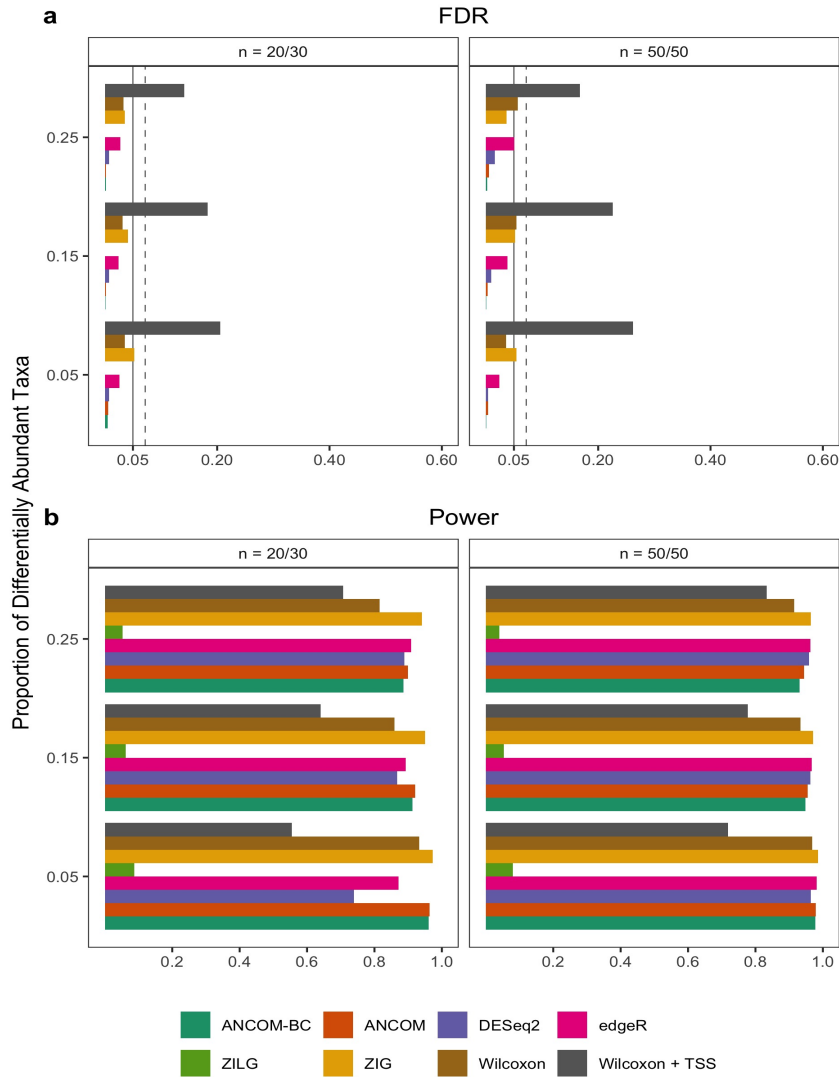 a
FDR
n = 20/30
n = 50/50
0.25
0.15
0.05
0.05
0.20
0.40
0.60
0.05
0.20
0.40
0.60
Proportion of Differentially Abundant Taxa
b
Power
n = 20/30
n = 50/50
0.25
0.15
0.05
0.2
0.4
0.6
0.8
1.0
0.2
0.4
0.6
0.8
1.0
ANCOM-BC
ANCOM
DESeq2
edgeR
ZILG
ZIG
Wilcoxon
Wilcoxon + TSS